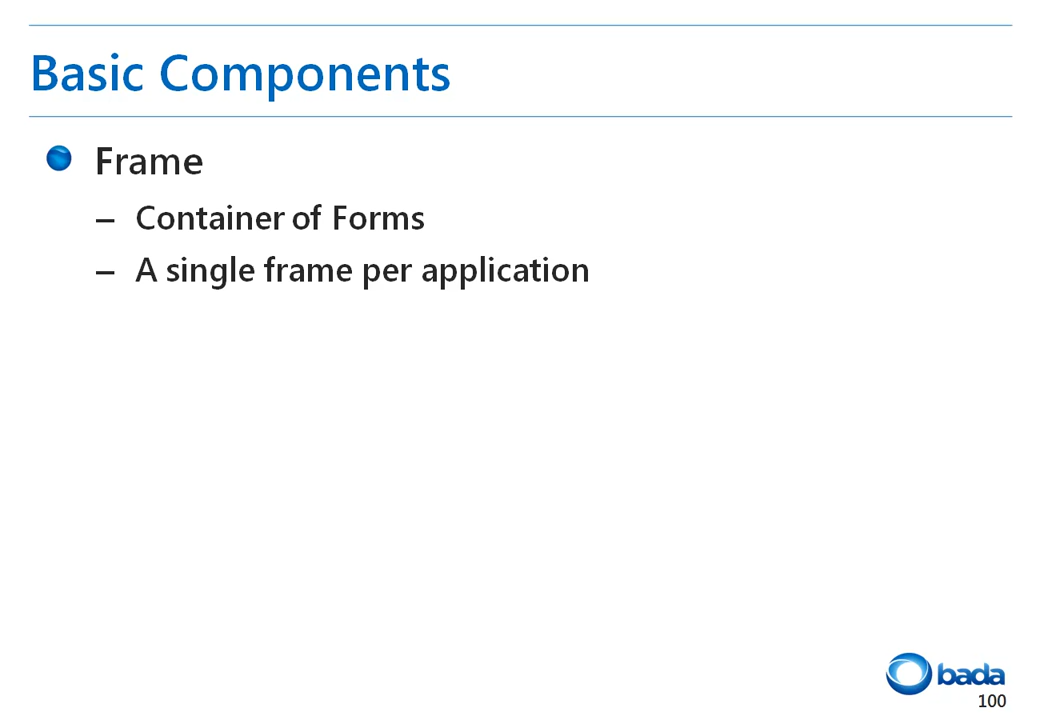 Basic Components
Frame
– Container of Forms
– A single frame per application
bada
100